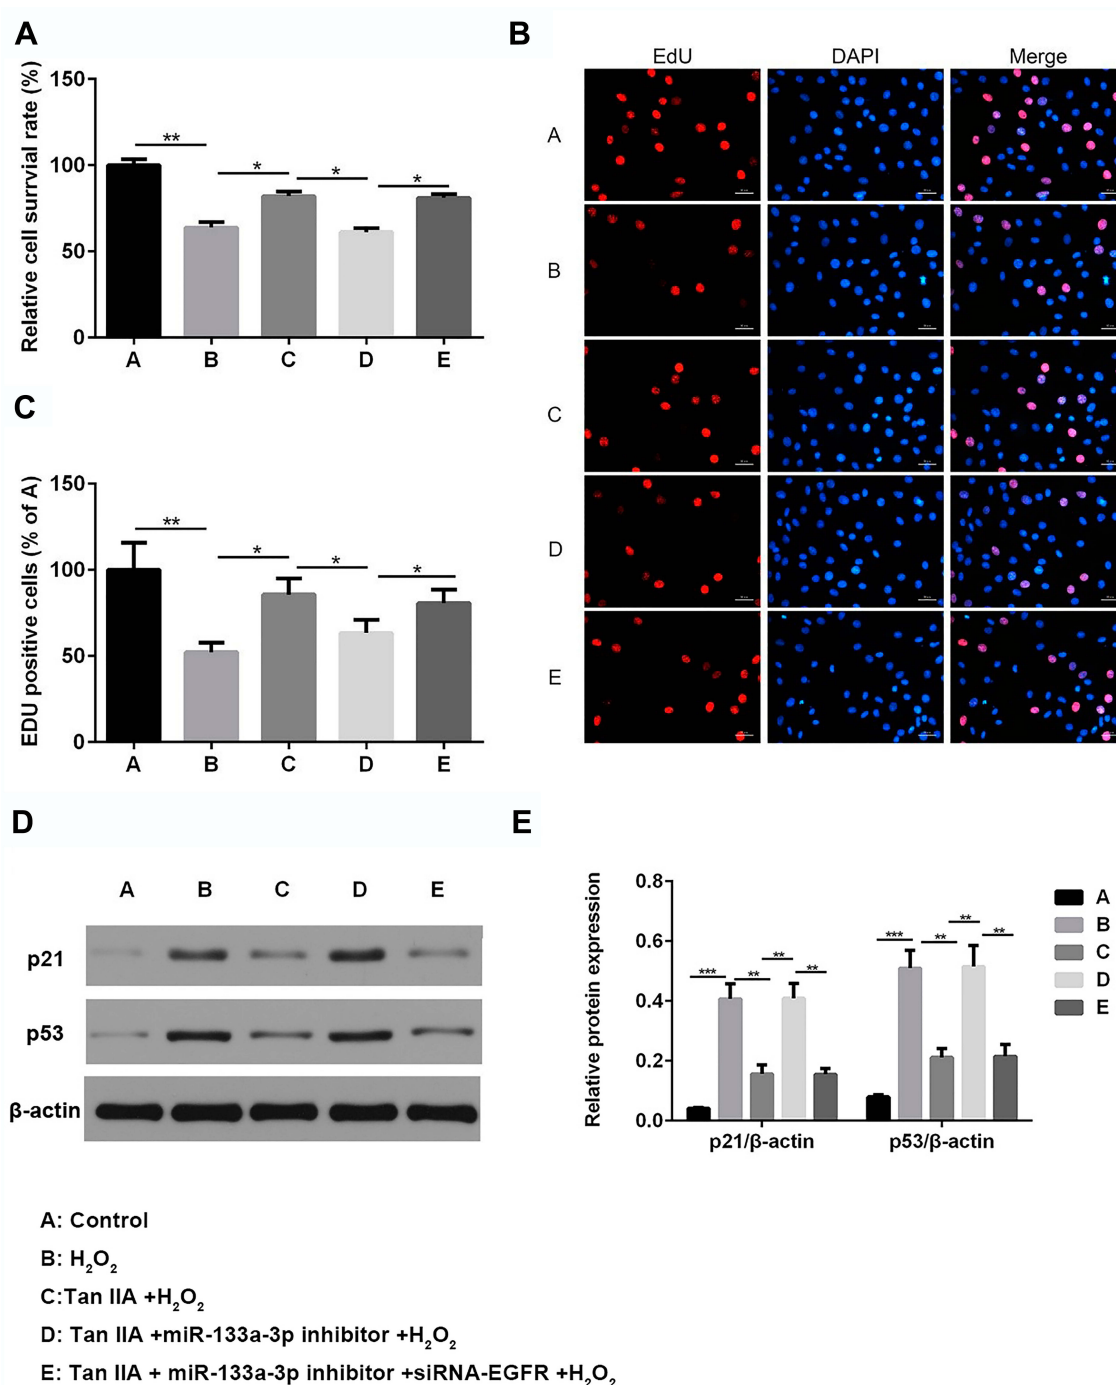 A
Relative cell survrial rate (%)
150
100
50
0
**
*
*
*
A B C D E
B
EdU DAPI Merge
A
B
C
D
E
C
EDU positive cells (% of A)
150
100
50
0
**
*
*
*
A B C D E
D
A B C D E
p21
p53
β-actin
E
Relative protein expression
0.8
0.6
0.4
0.2
0.0
***
**
**
**
***
**
**
**
p21/β-actin p53/β-actin
A
B
C
D
E
A: Control
B: H₂O₂
C:Tan IIA +H₂O₂
D: Tan IIA +miR-133a-3p inhibitor +H₂O₂
E: Tan IIA + miR-133a-3p inhibitor +siRNA-EGFR +H₂O₂